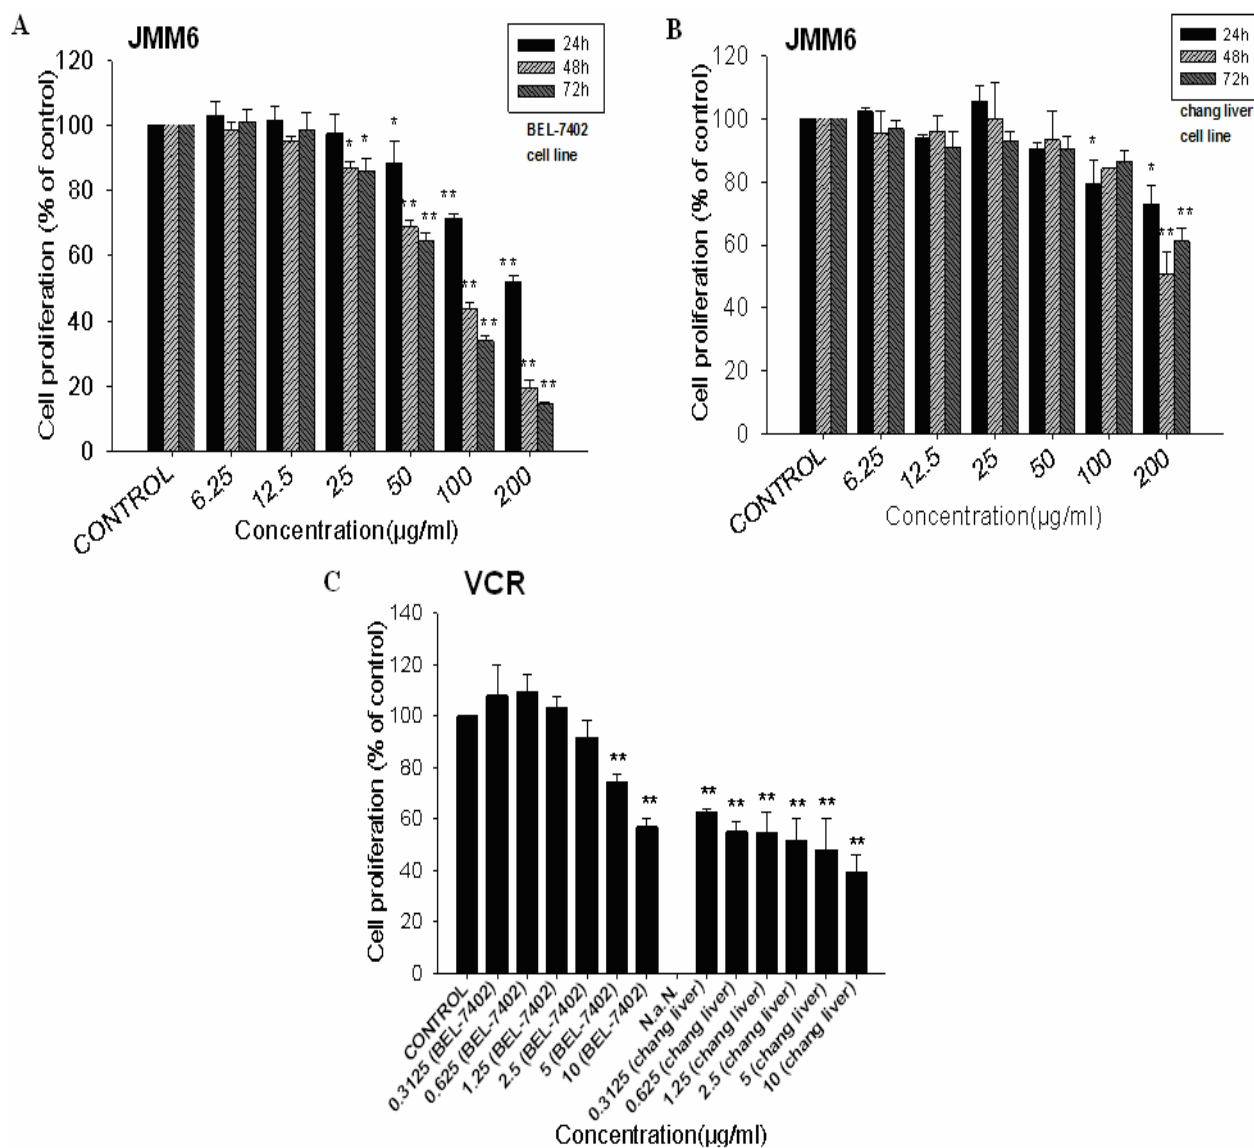 A
JMM6
24h
48h
72h
BEL-7402
cell line
Cell proliferation (% of control)
120
100
80
60
40
20
0
*
*
*
**
**
**
**
**
**
**
**
CONTROL
6.25
12.5
25
50
100
200
Concentration(μg/ml)
B
JMM6
24h
48h
72h
chang liver
cell line
Cell proliferation (% of control)
120
100
80
60
40
20
0
*
*
**
**
CONTROL
6.25
12.5
25
50
100
200
Concentration(μg/ml)
C
VCR
Cell proliferation (% of control)
140
120
100
80
60
40
20
0
**
**
**
**
**
**
**
**
CONTROL
0.3125 (BEL-7402)
0.625 (BEL-7402)
1.25 (BEL-7402)
2.5 (BEL-7402)
5 (BEL-7402)
10 (BEL-7402)
N.a.N.
0.3125 (chang liver)
0.625 (chang liver)
1.25 (chang liver)
2.5 (chang liver)
5 (chang liver)
10 (chang liver)
Concentration(μg/ml)